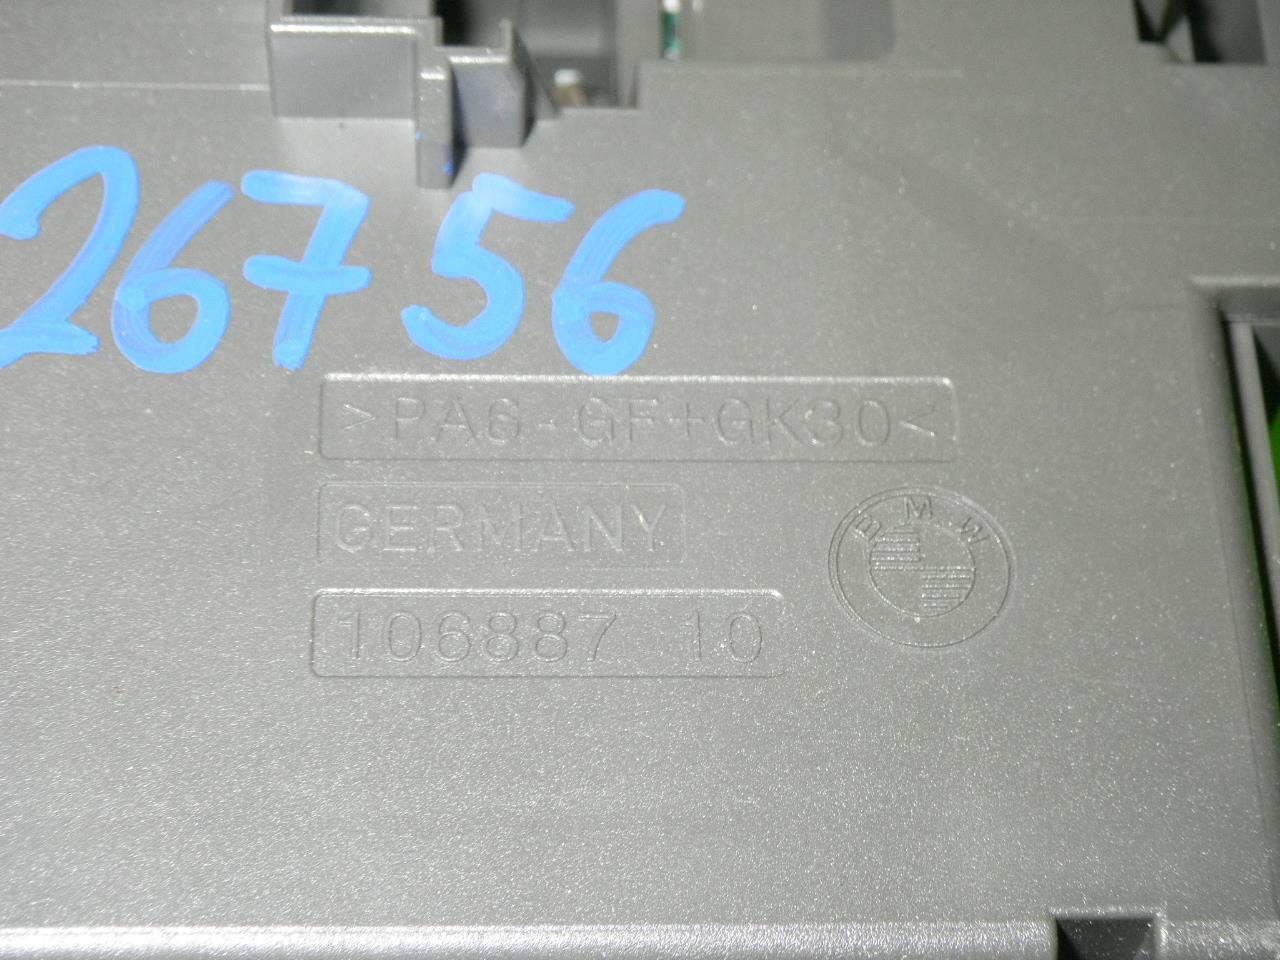 26756
>PA6-GF+GK30<
GERMANY
BMW
106887 10